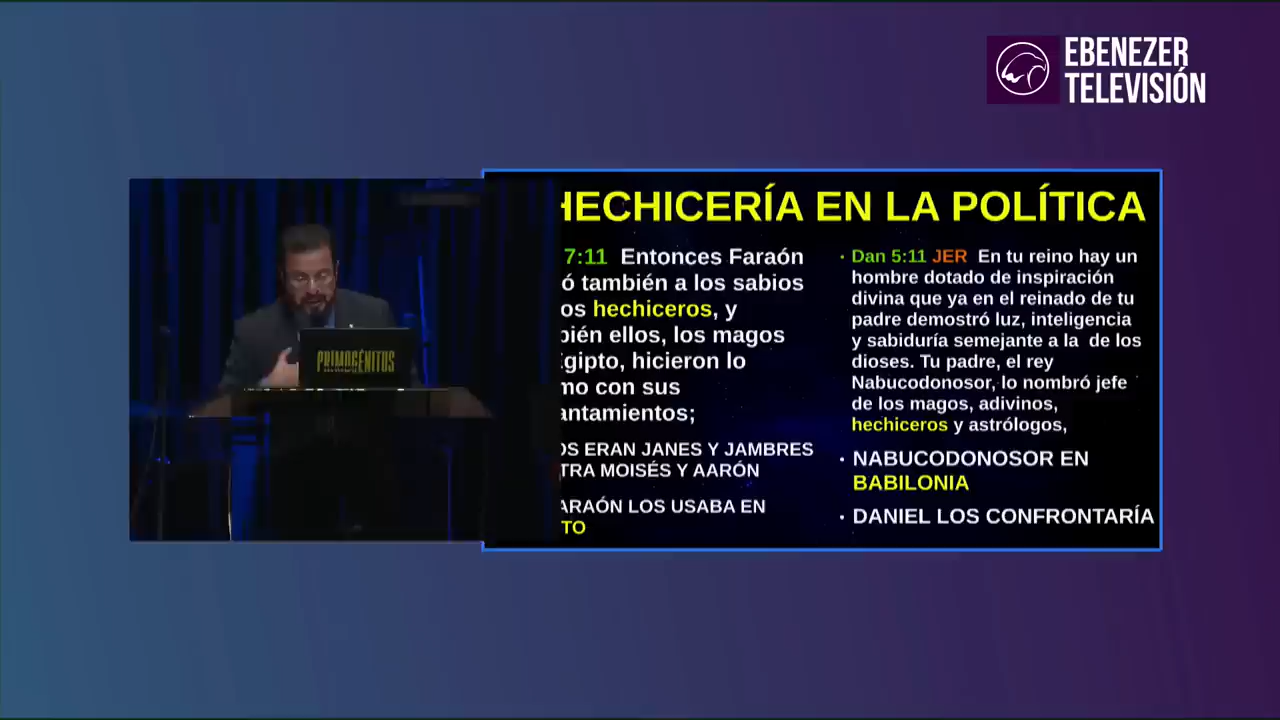 EBENEZER
TELEVISIÓN
HECHICERÍA EN LA POLÍTICA
7:11 Entonces Faraón
ó también a los sabios
os hechiceros, y
bién ellos, los magos
gipto, hicieron lo
mo con sus
antamientos;
OS ERAN JANES Y JAMBRES
TRA MOISÉS Y AARÓN
ARAÓN LOS USABA EN
TO
• Dan 5:11 JER En tu reino hay un
hombre dotado de inspiración
divina que ya en el reinado de tu
padre demostró luz, inteligencia
y sabiduría semejante a la de los
dioses. Tu padre, el rey
Nabucodonosor, lo nombró jefe
de los magos, adivinos,
hechiceros y astrólogos,
• NABUCODONOSOR EN
BABILONIA
• DANIEL LOS CONFRONTARÍA
PRIMOGÉNITOS